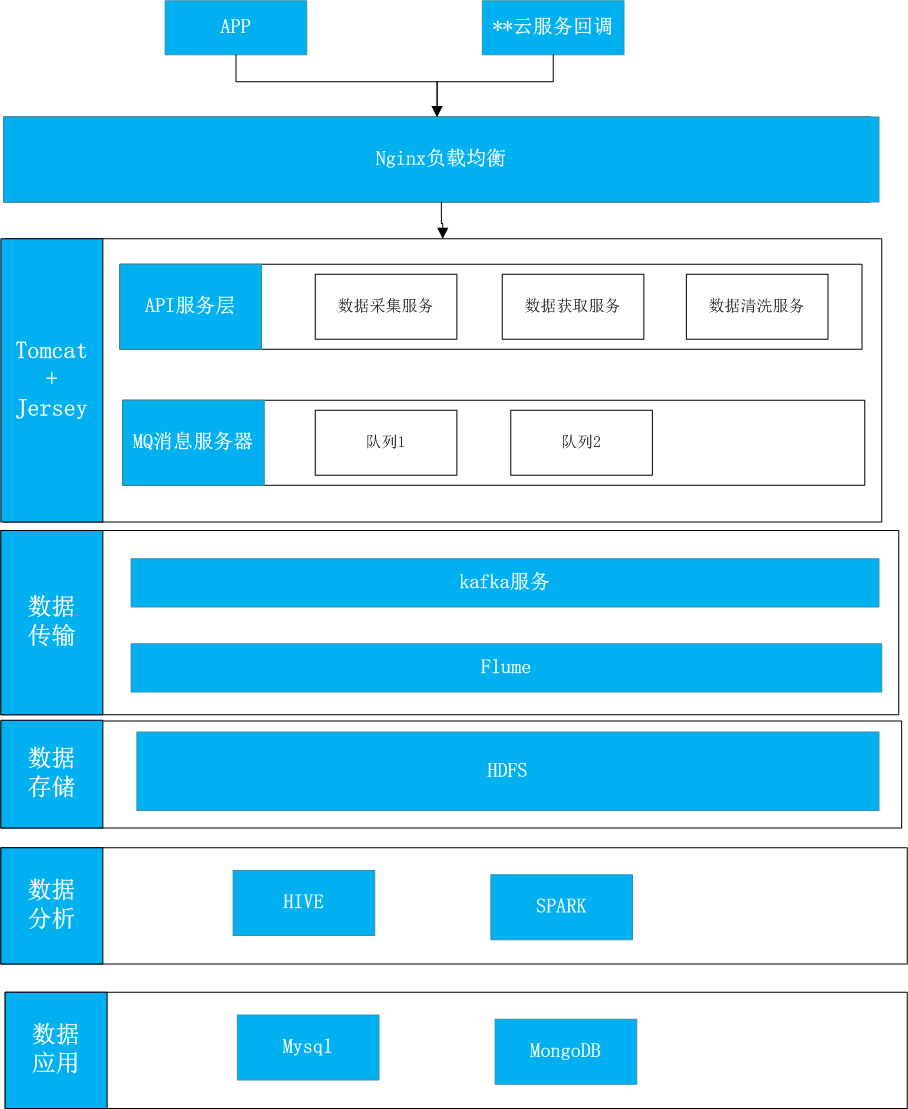 APP
**云服务回调
Nginx负载均衡
Tomcat
+
Jersey
API服务层
数据采集服务
数据获取服务
数据清洗服务
MQ消息服务器
队列1
队列2
数据
传输
kafka服务
Flume
数据
存储
HDFS
数据
分析
HIVE
SPARK
数据
应用
Mysql
MongoDB